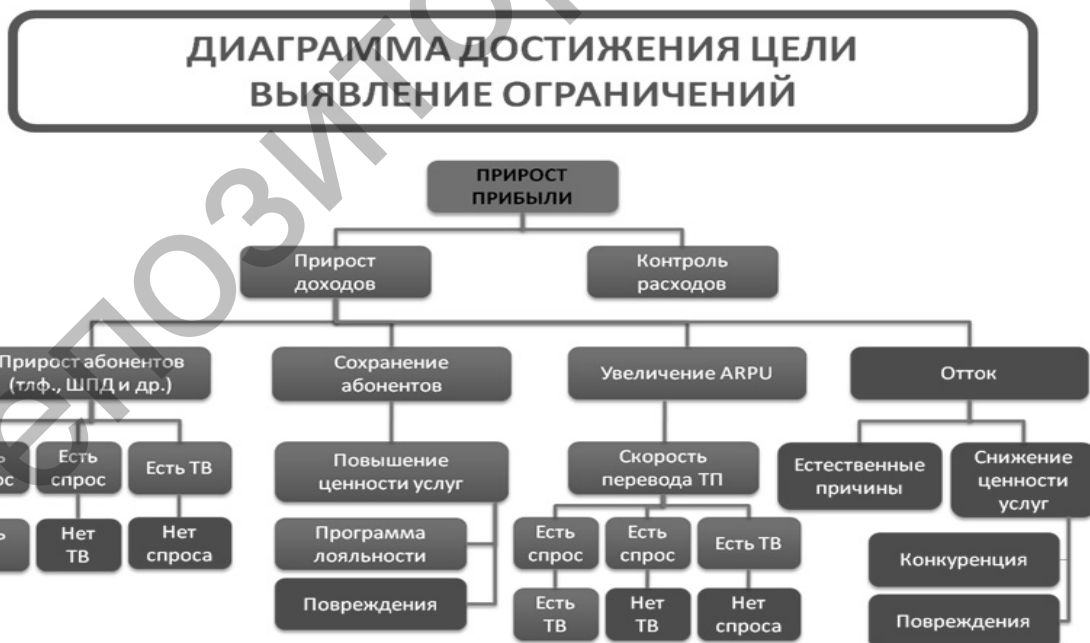 ДИАГРАММА ДОСТИЖЕНИЯ ЦЕЛИ
ВЫЯВЛЕНИЕ ОГРАНИЧЕНИЙ
ПРИРОСТ
ПРИБЫЛИ
Прирост
доходов
Контроль
расходов
Прирост абонентов
(тлф., ШПД и др.)
Сохранение
абонентов
Увеличение ARPU
Отток
Есть
спрос
Есть ТВ
Нет
ТВ
Нет
спроса
Повышение
ценности услуг
Программа
лояльности
Повреждения
Скорость
перевода ТП
Есть
спрос
Есть
спрос
Есть ТВ
Есть
ТВ
Нет
ТВ
Нет
спроса
Естественные
причины
Снижение
ценности
услуг
Конкуренция
Повреждения